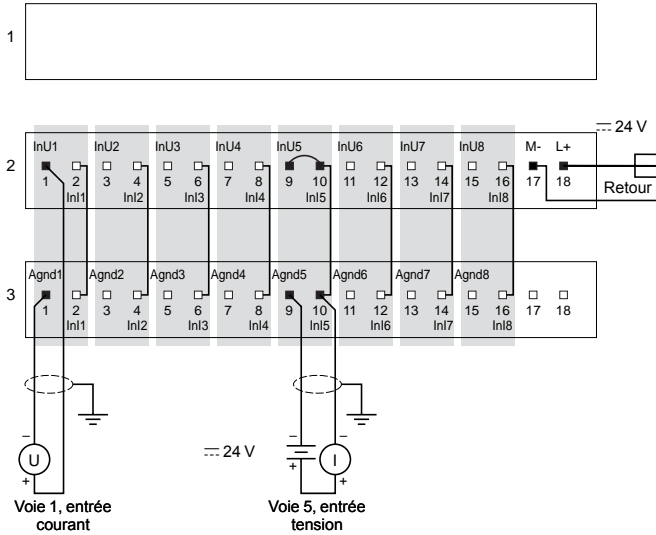 1
24 V
InU1 InU2 InU3 InU4 InU5 InU6 InU7 InU8 M- L+
2
1 2 3 4 5 6 7 8 9 10 11 12 13 14 15 16 17 18
InI1 InI2 InI3 InI4 InI5 InI6 InI7 InI8
Retour
Agnd1 Agnd2 Agnd3 Agnd4 Agnd5 Agnd6 Agnd7 Agnd8
3
1 2 3 4 5 6 7 8 9 10 11 12 13 14 15 16 17 18
InI1 InI2 InI3 InI4 InI5 InI6 InI7 InI8
– – –
24 V
U I
+ + +
Voie 1, entrée
courant
Voie 5, entrée
tension